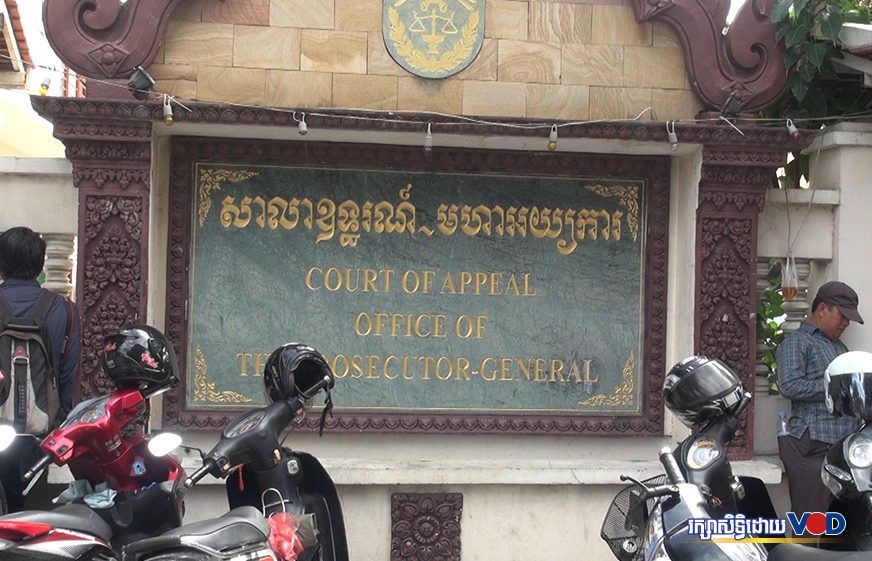 សាលាឧទ្ធរណ៍_មហាអយ្យការ
COURT OF APPEAL
OFFICE OF
THE PROSECUTOR-GENERAL
រក្សាសិទ្ធិដោយ VOD